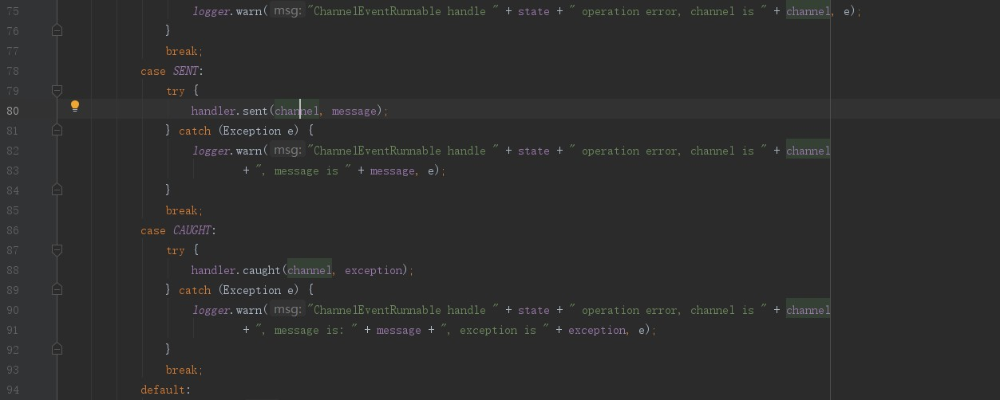 75 logger.warn( msg: "ChannelEventRunnable handle " + state + " operation error, channel is " + channel, e);
76 }
77 break;
78 case SENT:
79 try {
80 handler.sent(channel, message);
81 } catch (Exception e) {
82 logger.warn( msg: "ChannelEventRunnable handle " + state + " operation error, channel is " + channel
83 + ", message is " + message, e);
84 }
85 break;
86 case CAUGHT:
87 try {
88 handler.caught(channel, exception);
89 } catch (Exception e) {
90 logger.warn( msg: "ChannelEventRunnable handle " + state + " operation error, channel is " + channel
91 + ", message is: " + message + ", exception is " + exception, e);
92 }
93 break;
94 default: